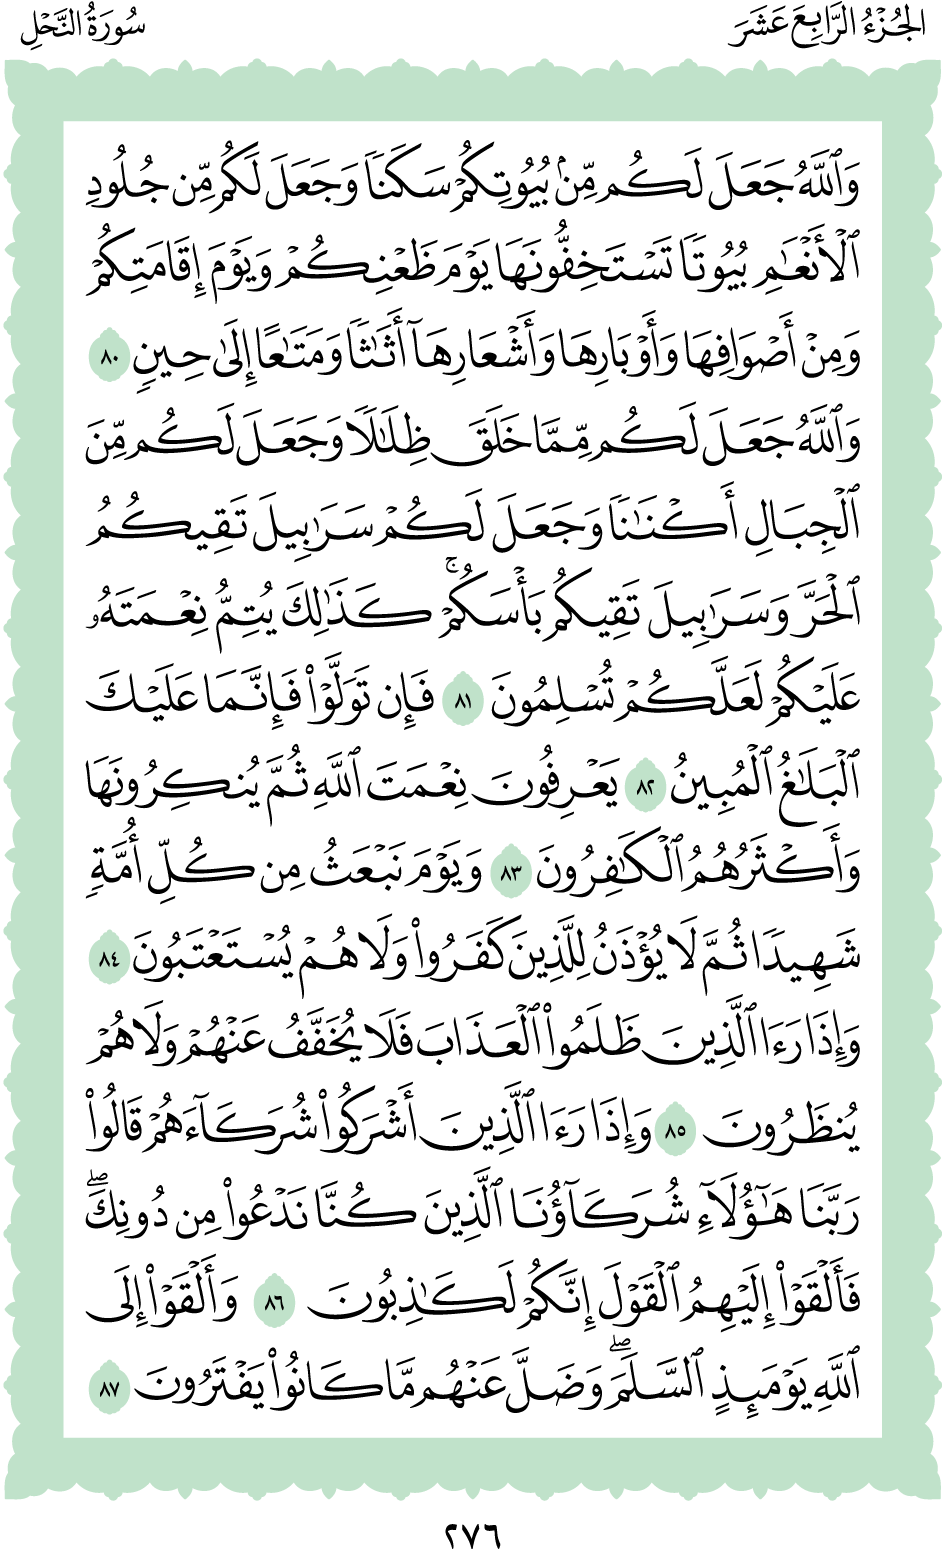 الجُزْءُ الرَّابِعَ عَشَرَ
سُورَةُ النَّحْلِ
وَٱللَّهُ جَعَلَ لَكُم مِّنۢ بُيُوتِكُمْ سَكَنٗا وَجَعَلَ لَكُم مِّن جُلُودِ
ٱلْأَنْعَٰمِ بُيُوتٗا تَسْتَخِفُّونَهَا يَوْمَ ظَعْنِكُمْ وَيَوْمَ إِقَامَتِكُمْ
وَمِنْ أَصْوَافِهَا وَأَوْبَارِهَا وَأَشْعَارِهَآ أَثَٰثٗا وَمَتَٰعًا إِلَىٰ حِينٖ ٨٠
وَٱللَّهُ جَعَلَ لَكُم مِّمَّا خَلَقَ ظِلَٰلٗا وَجَعَلَ لَكُم مِّنَ
ٱلْجِبَالِ أَكْنَٰنٗا وَجَعَلَ لَكُمْ سَرَٰبِيلَ تَقِيكُمُ
ٱلْحَرَّ وَسَرَٰبِيلَ تَقِيكُم بَأْسَكُمْۚ كَذَٰلِكَ يُتِمُّ نِعْمَتَهُۥ
عَلَيْكُمْ لَعَلَّكُمْ تُسْلِمُونَ ٨١ فَإِن تَوَلَّوْا۟ فَإِنَّمَا عَلَيْكَ
ٱلْبَلَٰغُ ٱلْمُبِينُ ٨٢ يَعْرِفُونَ نِعْمَتَ ٱللَّهِ ثُمَّ يُنكِرُونَهَا
وَأَكْثَرُهُمُ ٱلْكَٰفِرُونَ ٨٣ وَيَوْمَ نَبْعَثُ مِن كُلِّ أُمَّةٖ
شَهِيدٗا ثُمَّ لَا يُؤْذَنُ لِلَّذِينَ كَفَرُوا۟ وَلَا هُمْ يُسْتَعْتَبُونَ ٨٤
وَإِذَا رَءَا ٱلَّذِينَ ظَلَمُوا۟ ٱلْعَذَابَ فَلَا يُخَفَّفُ عَنْهُمْ وَلَا هُمْ
يُنظَرُونَ ٨٥ وَإِذَا رَءَا ٱلَّذِينَ أَشْرَكُوا۟ شُرَكَآءَهُمْ قَالُوا۟
رَبَّنَا هَٰٓؤُلَآءِ شُرَكَآؤُنَا ٱلَّذِينَ كُنَّا نَدْعُوا۟ مِن دُونِكَۖ
فَأَلْقَوْا۟ إِلَيْهِمُ ٱلْقَوْلَ إِنَّكُمْ لَكَٰذِبُونَ ٨٦ وَأَلْقَوْا۟ إِلَى
ٱللَّهِ يَوْمَئِذٍ ٱلسَّلَمَۖ وَضَلَّ عَنْهُم مَّا كَانُوا۟ يَفْتَرُونَ ٨٧
٢٧٦